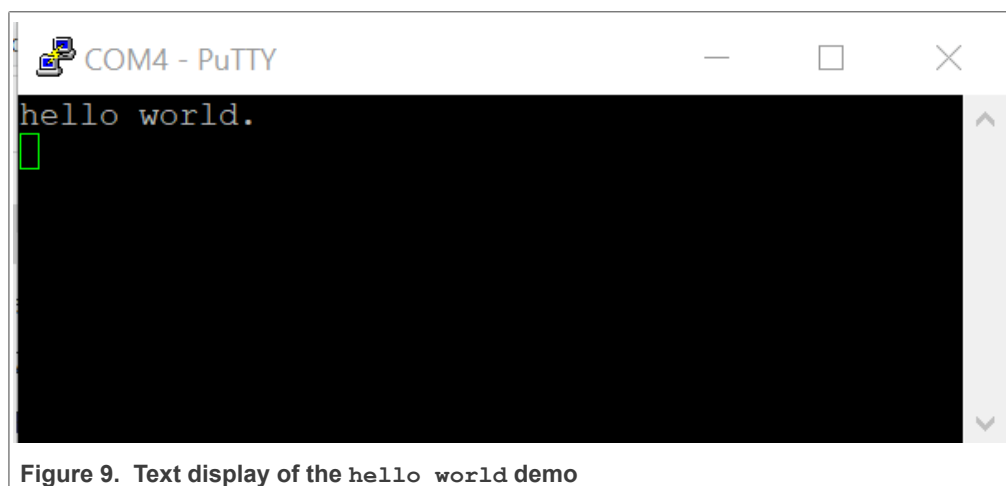 COM4 - PuTTY
hello world.
Figure 9. Text display of the hello world demo